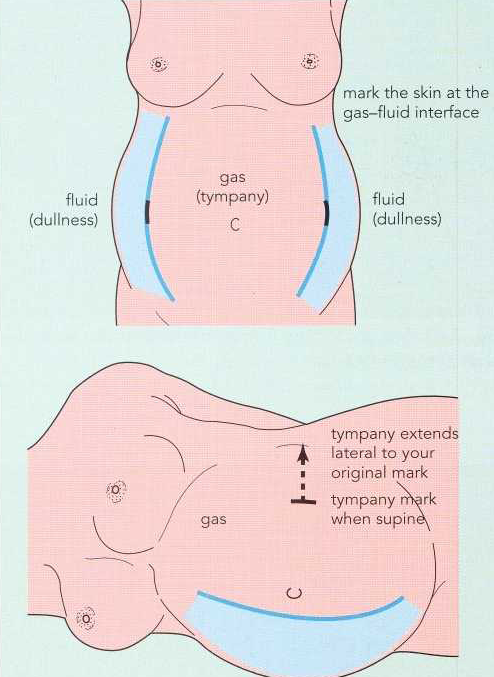 mark the skin at the
gas–fluid interface
gas
(tympany)
fluid
(dullness)
fluid
(dullness)
tympany extends
lateral to your
original mark
tympany mark
when supine
gas